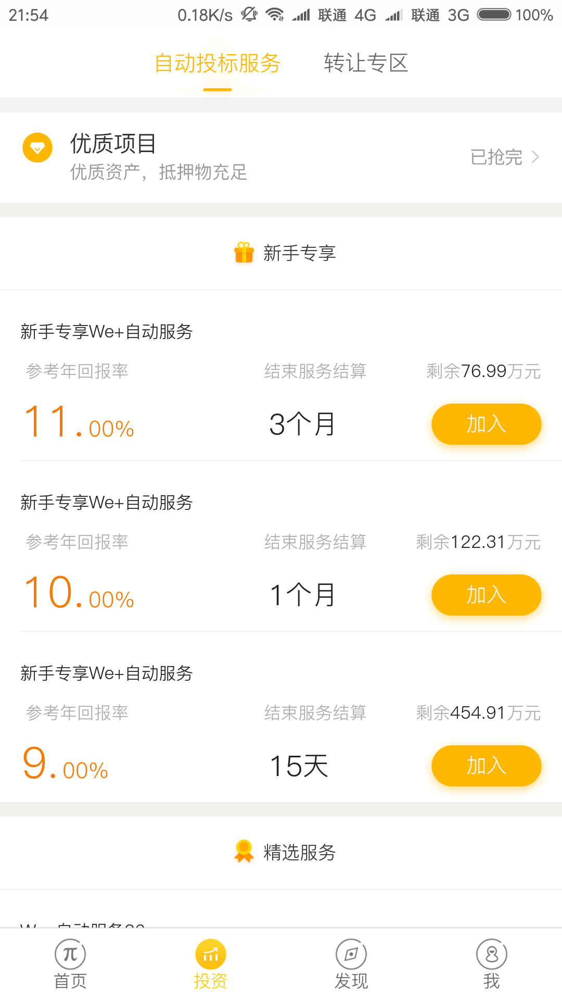 21:54 0.18K/s 联通 4G 联通 3G 100%
自动投标服务 转让专区
优质项目
优质资产，抵押物充足
已抢完
新手专享
新手专享We+自动服务
参考年回报率 结束服务结算 剩余76.99万元
11.00% 3个月 加入
新手专享We+自动服务
参考年回报率 结束服务结算 剩余122.31万元
10.00% 1个月 加入
新手专享We+自动服务
参考年回报率 结束服务结算 剩余454.91万元
9.00% 15天 加入
精选服务
首页 投资 发现 我